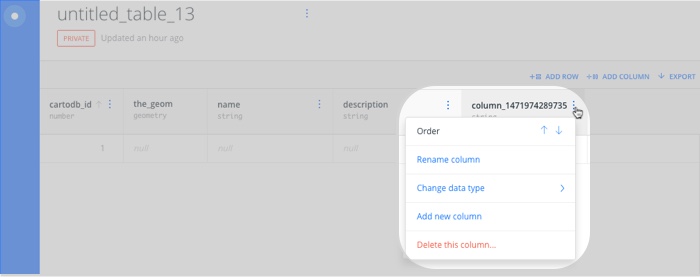 untitled_table_13
PRIVATE Updated an hour ago
ADD ROW ADD COLUMN EXPORT
cartodb_id the_geom name description column_1471974289735
number geometry string string string
1 null null null
Order
Rename column
Change data type
Add new column
Delete this column...